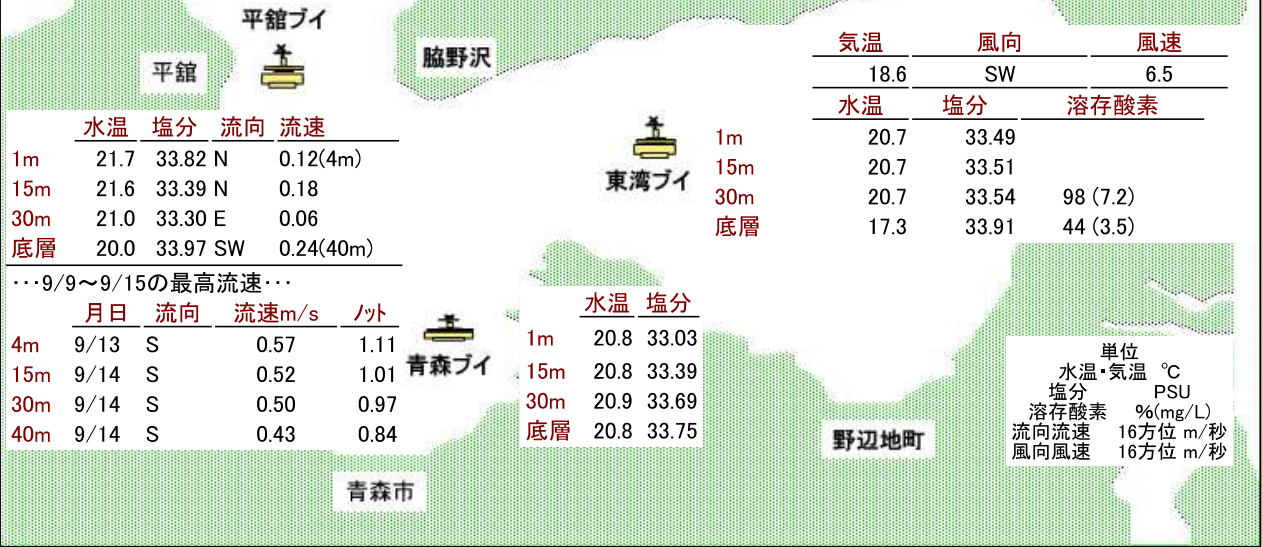 平舘ブイ
平舘
脇野沢
気温 風向 風速
18.6 SW 6.5
水温 塩分 溶存酸素
1m 20.7 33.49
15m 20.7 33.51
30m 20.7 33.54 98 (7.2)
底層 17.3 33.91 44 (3.5)
東湾ブイ
水温 塩分 流向 流速
1m 21.7 33.82 N 0.12(4m)
15m 21.6 33.39 N 0.18
30m 21.0 33.30 E 0.06
底層 20.0 33.97 SW 0.24(40m)
…9/9～9/15の最高流速…
月日 流向 流速m/s ノット
4m 9/13 S 0.57 1.11
15m 9/14 S 0.52 1.01
30m 9/14 S 0.50 0.97
40m 9/14 S 0.43 0.84
青森ブイ
水温 塩分
1m 20.8 33.03
15m 20.8 33.39
30m 20.9 33.69
底層 20.8 33.75
単位
水温・気温 ℃
塩分 PSU
溶存酸素 %(mg/L)
流向流速 16方位 m/秒
風向風速 16方位 m/秒
野辺地町
青森市